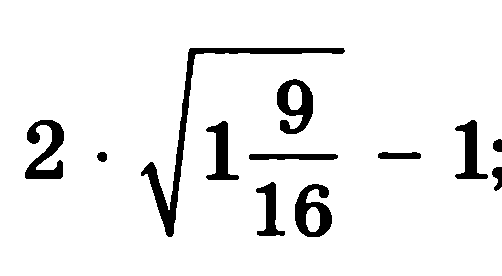 2 · √(1 9/16) − 1;